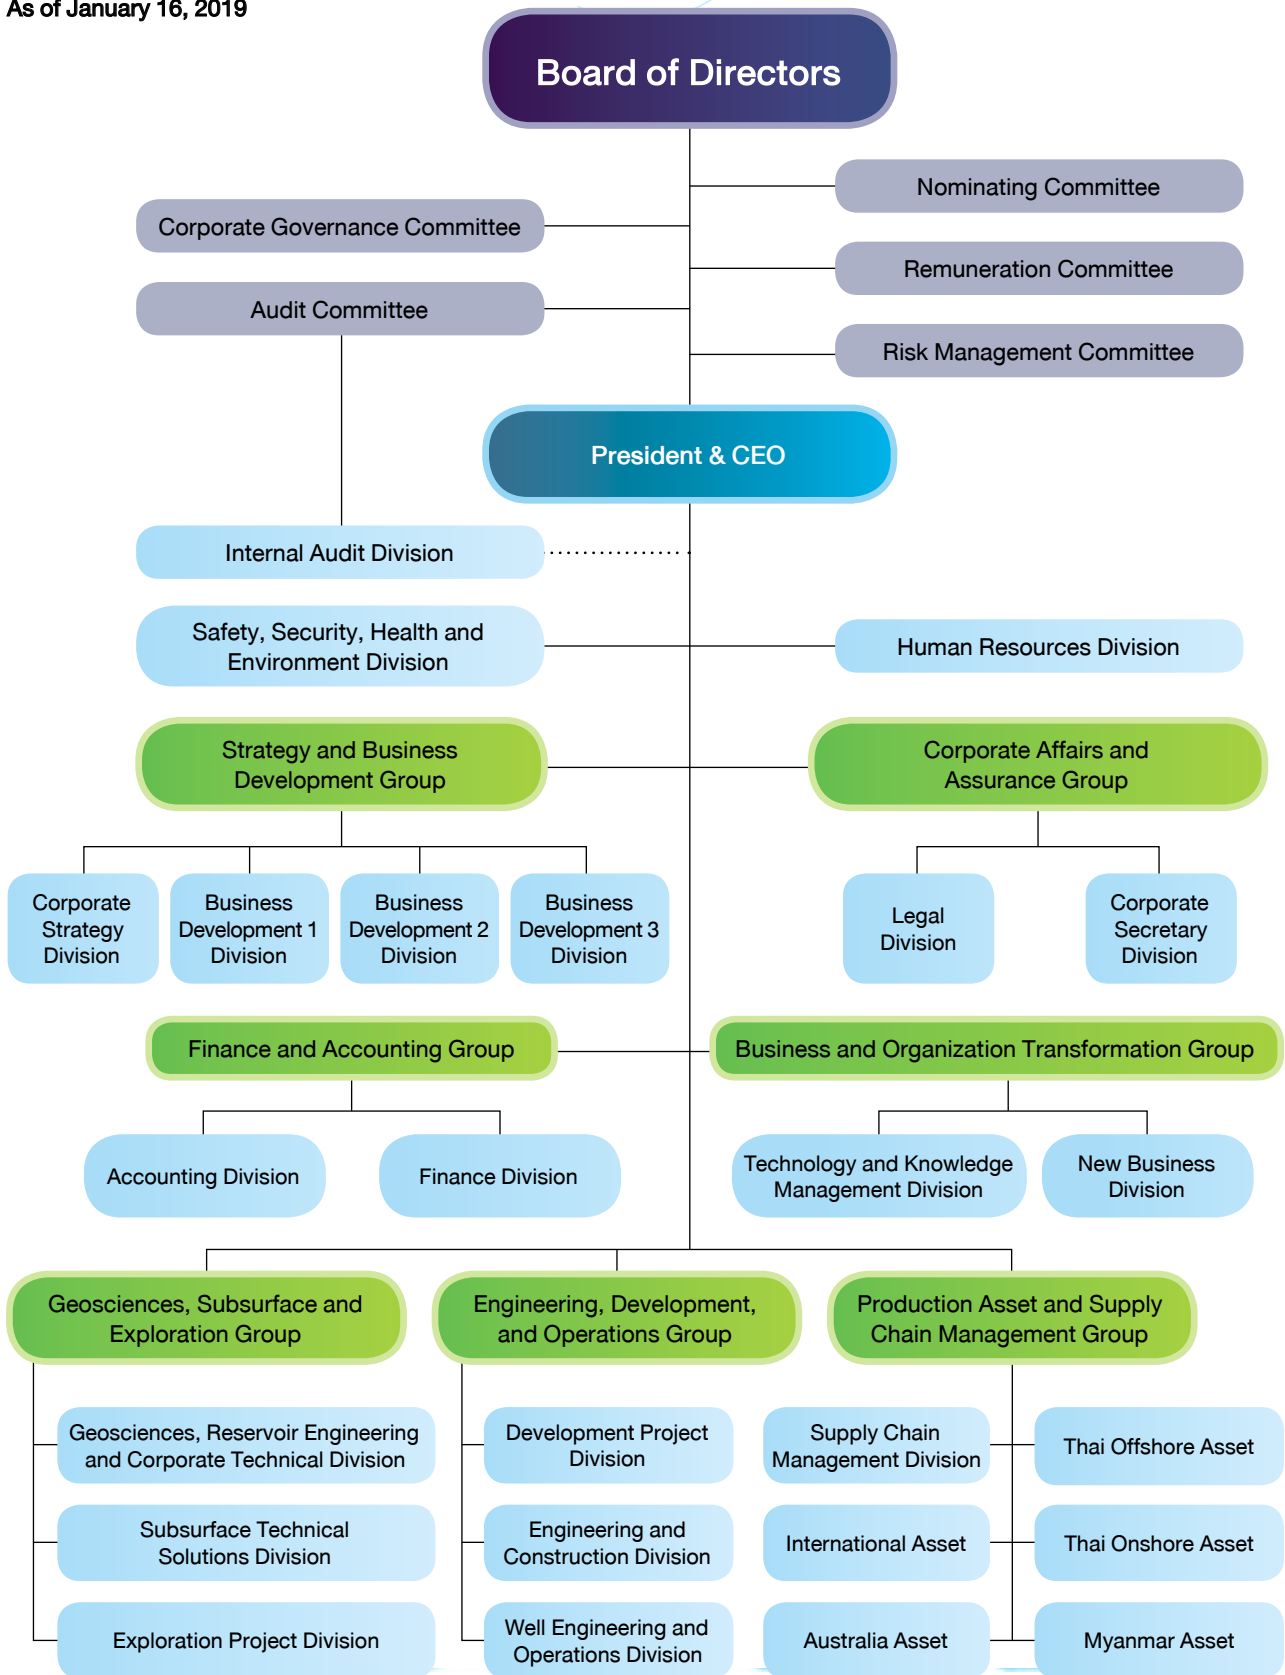 As of January 16, 2019
Board of Directors
Nominating Committee
Corporate Governance Committee
Remuneration Committee
Audit Committee
Risk Management Committee
President & CEO
Internal Audit Division
Safety, Security, Health and
Environment Division
Human Resources Division
Strategy and Business
Development Group
Corporate Affairs and
Assurance Group
Corporate
Strategy
Division
Business
Development 1
Division
Business
Development 2
Division
Business
Development 3
Division
Legal
Division
Corporate
Secretary
Division
Finance and Accounting Group
Business and Organization Transformation Group
Accounting Division
Finance Division
Technology and Knowledge
Management Division
New Business
Division
Geosciences, Subsurface and
Exploration Group
Engineering, Development,
and Operations Group
Production Asset and Supply
Chain Management Group
Geosciences, Reservoir Engineering
and Corporate Technical Division
Development Project
Division
Supply Chain
Management Division
Thai Offshore Asset
Subsurface Technical
Solutions Division
Engineering and
Construction Division
International Asset
Thai Onshore Asset
Exploration Project Division
Well Engineering and
Operations Division
Australia Asset
Myanmar Asset